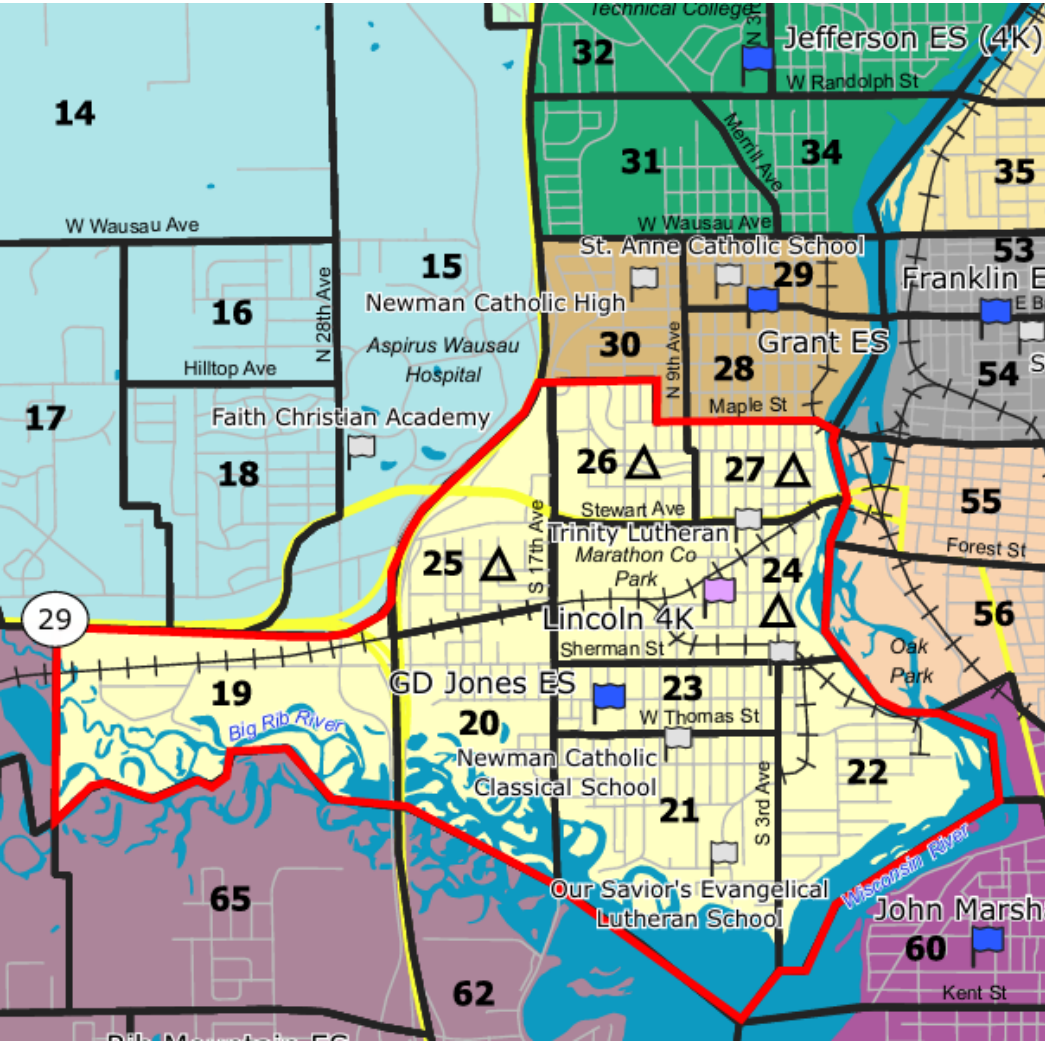 Technical College
N 3r
32
Jefferson ES (4K)
W Randolph St
14
Merrill Ave
31
34
35
W Wausau Ave
W Wausau Ave
St. Anne Catholic School
53
15
29
Franklin E
N 28th Ave
Newman Catholic High
E B
16
Aspirus Wausau
Hospital
30
N 9th Ave
Grant ES
S
Hilltop Ave
28
54
Maple St
17
Faith Christian Academy
18
26
27
Stewart Ave
55
S 17th Ave
Trinity Lutheran
Forest St
25
Marathon Co
Park
24
29
Lincoln 4K
56
Sherman St
Oak
Park
19
GD Jones ES
23
Big Rib River
20
W Thomas St
Newman Catholic
Classical School
22
21
S 3rd Ave
Wisconsin River
65
Our Savior's Evangelical
Lutheran School
John Marsh
60
62
Kent St
Rib Mountain ES